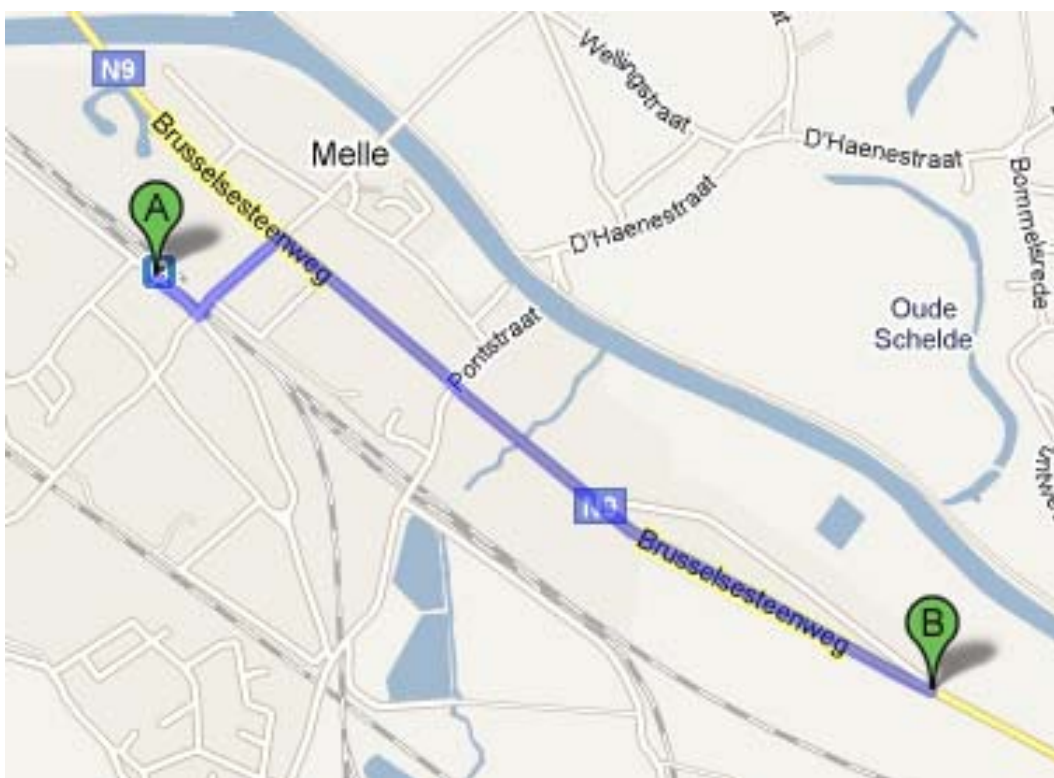 N9
Wellingstraat
Brusselsesteenweg
Melle
D'Haenestraat
Bommelsrede
A
D'Haenestraat
Oude
Schelde
Pontstraat
N9
Brusselsesteenweg
B